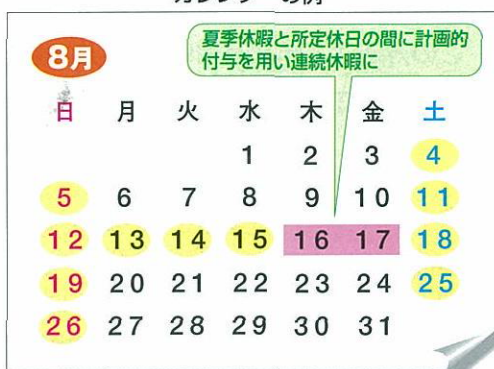 カレンダーの例
8月
夏季休暇と所定休日の間に計画的
付与を用い連続休暇に
日 月 火 水 木 金 土
1 2 3 4
5 6 7 8 9 10 11
12 13 14 15 16 17 18
19 20 21 22 23 24 25
26 27 28 29 30 31